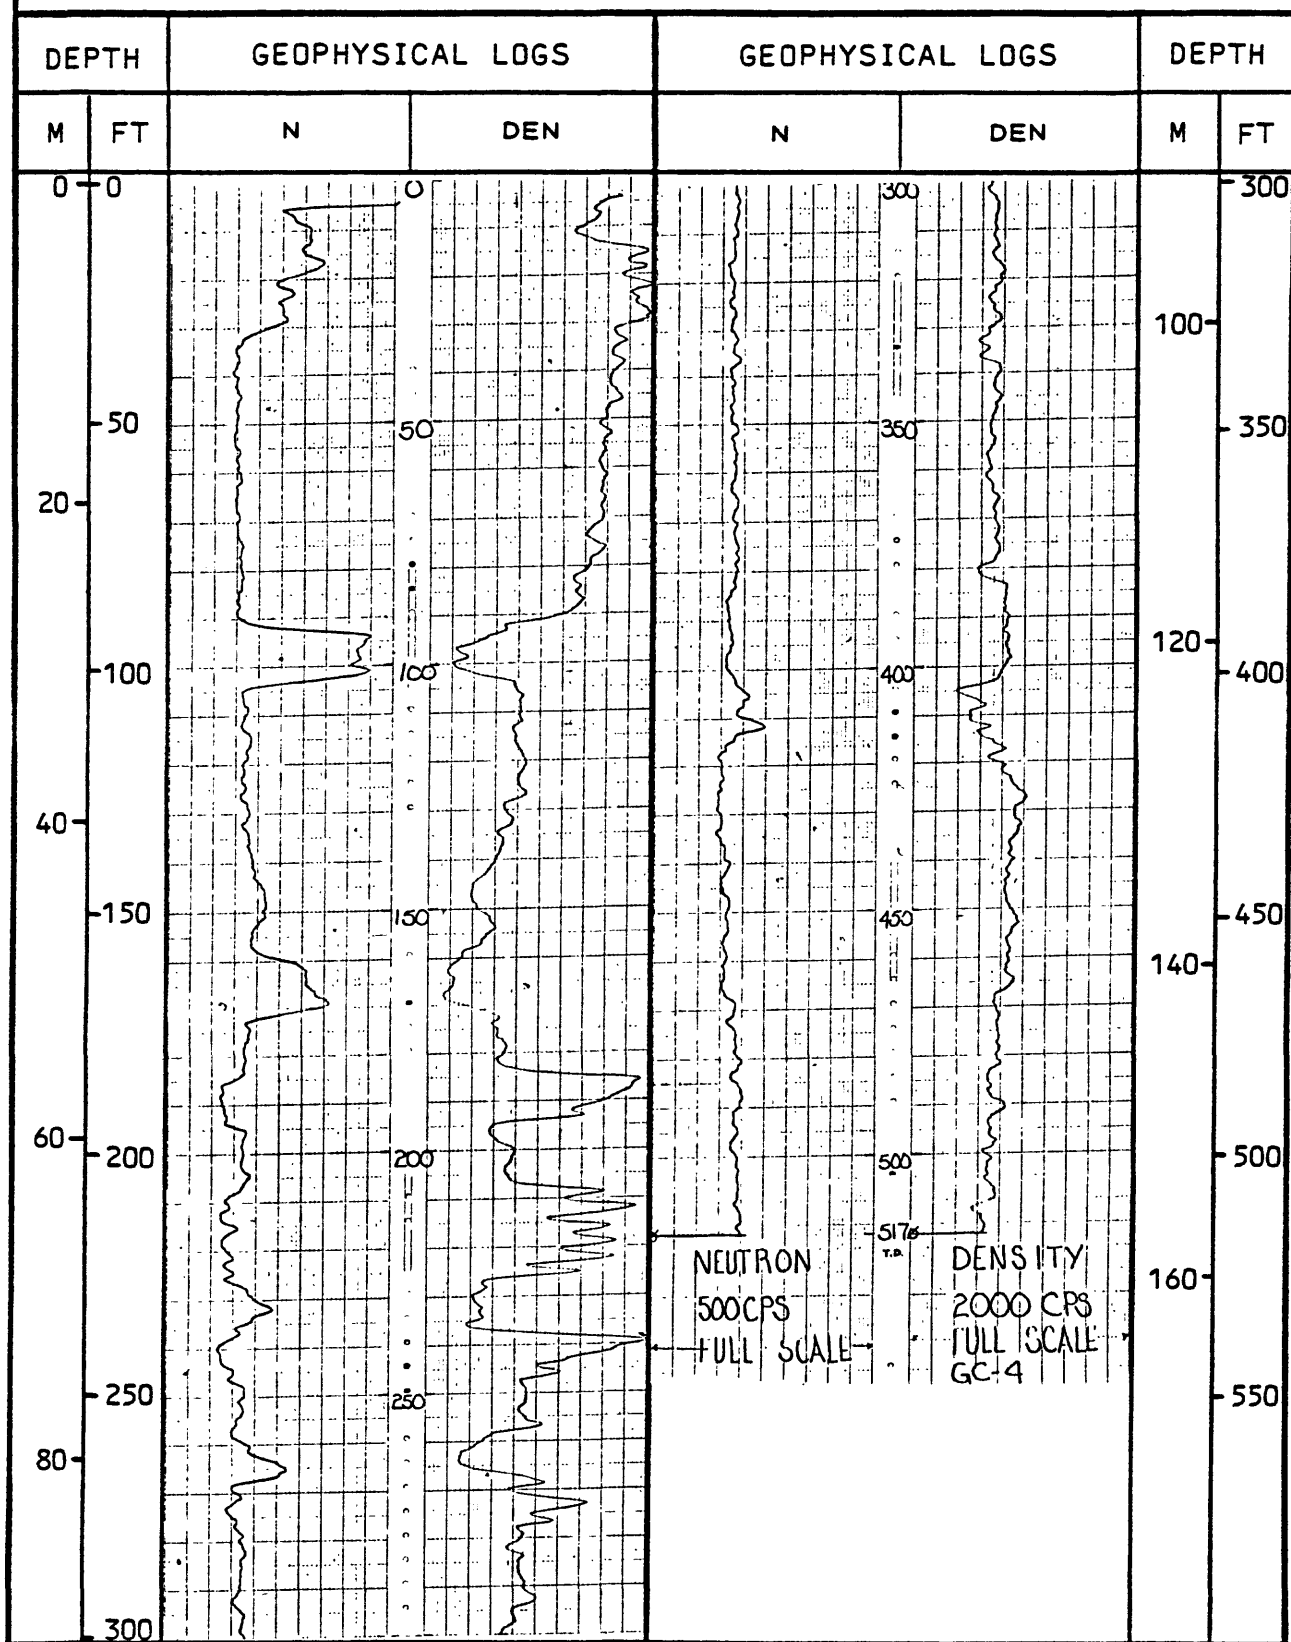 DEPTH GEOPHYSICAL LOGS GEOPHYSICAL LOGS DEPTH
M FT N DEN N DEN M FT
0 0 0 300 300
100
50 50 350 350
20
120
100 100 400 400
40
150 150 450 450
140
60
200 200 500 500
517
T.D.
NEUTRON DENSITY
160
500 CPS 2000 CPS
FULL SCALE FULL SCALE
GC-4
250 250 550
80
300